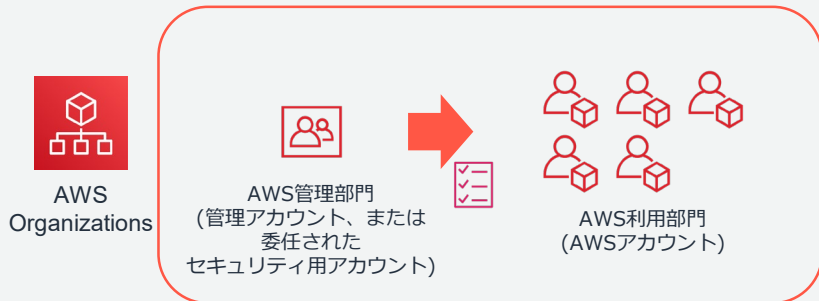 AWS
Organizations
AWS管理部門
(管理アカウント、または
委任された
セキュリティ用アカウント)
AWS利用部門
(AWSアカウント)